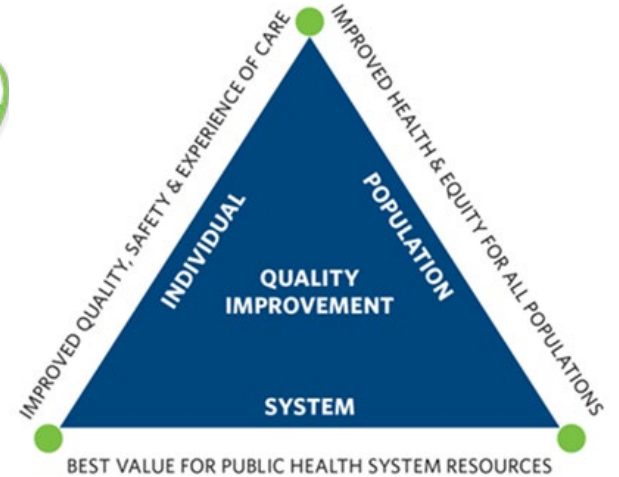 IMPROVED QUALITY, SAFETY & EXPERIENCE OF CARE
IMPROVED HEALTH & EQUITY FOR ALL POPULATIONS
INDIVIDUAL
POPULATION
QUALITY
IMPROVEMENT
SYSTEM
BEST VALUE FOR PUBLIC HEALTH SYSTEM RESOURCES